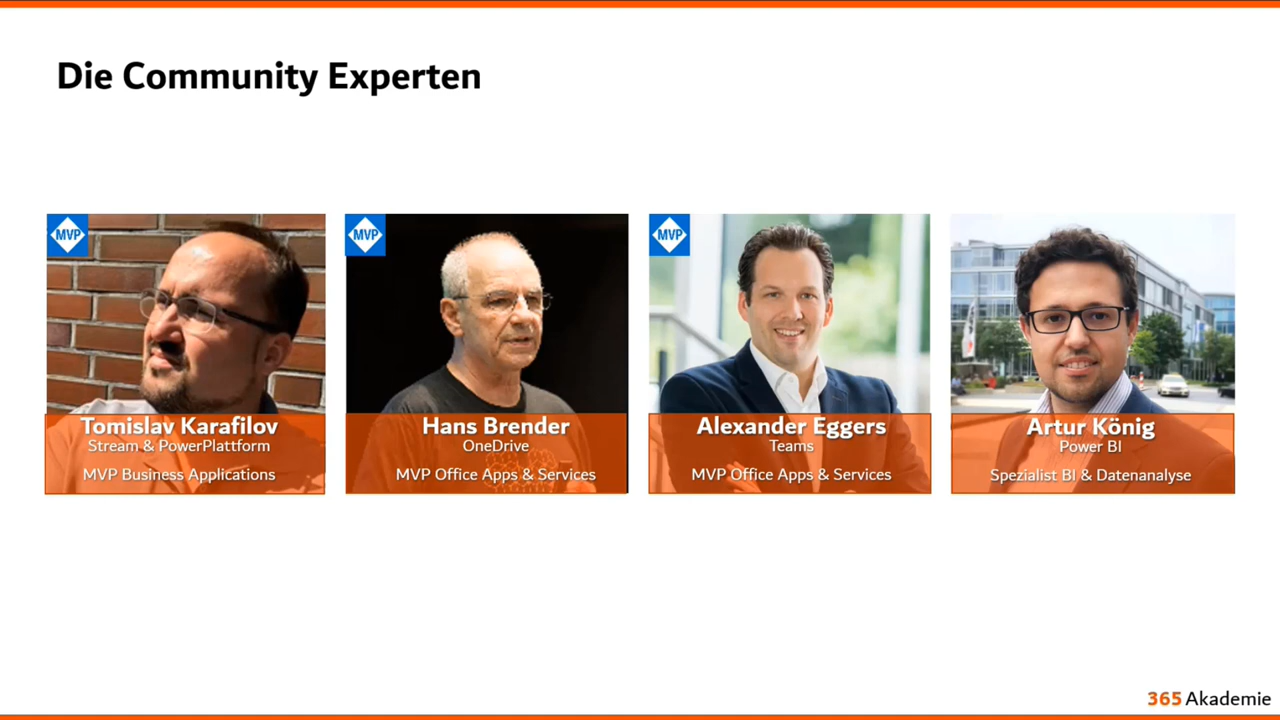 Die Community Experten
MVP
MVP
MVP
Tomislav Karafilov
Stream & PowerPlattform
MVP Business Applications
Hans Brender
OneDrive
MVP Office Apps & Services
Alexander Eggers
Teams
MVP Office Apps & Services
Artur König
Power BI
Spezialist BI & Datenanalyse
365 Akademie